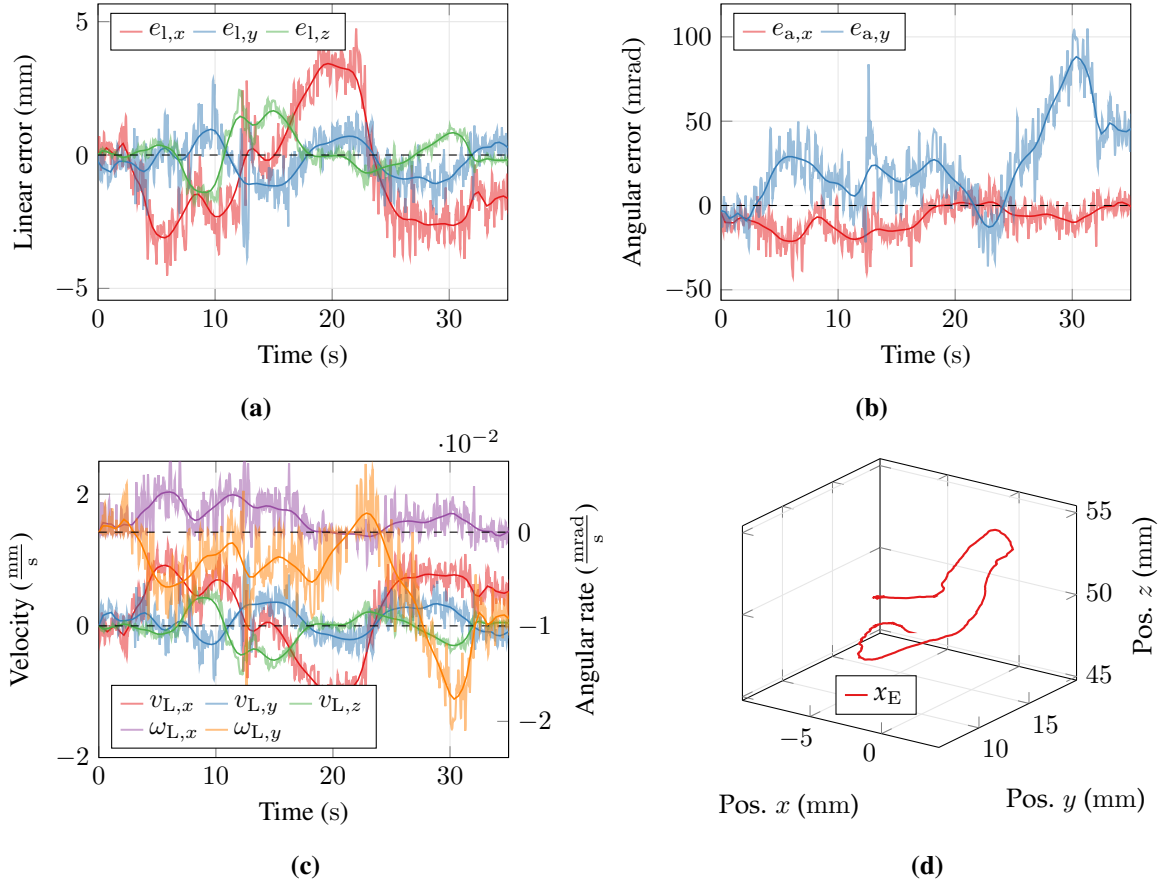 5
0
−5
Linear error (mm)
e_{l,x} e_{l,y} e_{l,z}
0 10 20 30
Time (s)
(a)
100
50
0
−50
Angular error (mrad)
e_{a,x} e_{a,y}
0 10 20 30
Time (s)
(b)
·10^{−2}
2
0
−2
Velocity (\frac{mm}{s})
0
−1
−2
Angular rate (\frac{mrad}{s})
v_{L,x} v_{L,y} v_{L,z}
ω_{L,x} ω_{L,y}
0 10 20 30
Time (s)
(c)
55
50
45
Pos. z (mm)
x_E
−5 0
10 15
Pos. x (mm)
Pos. y (mm)
(d)